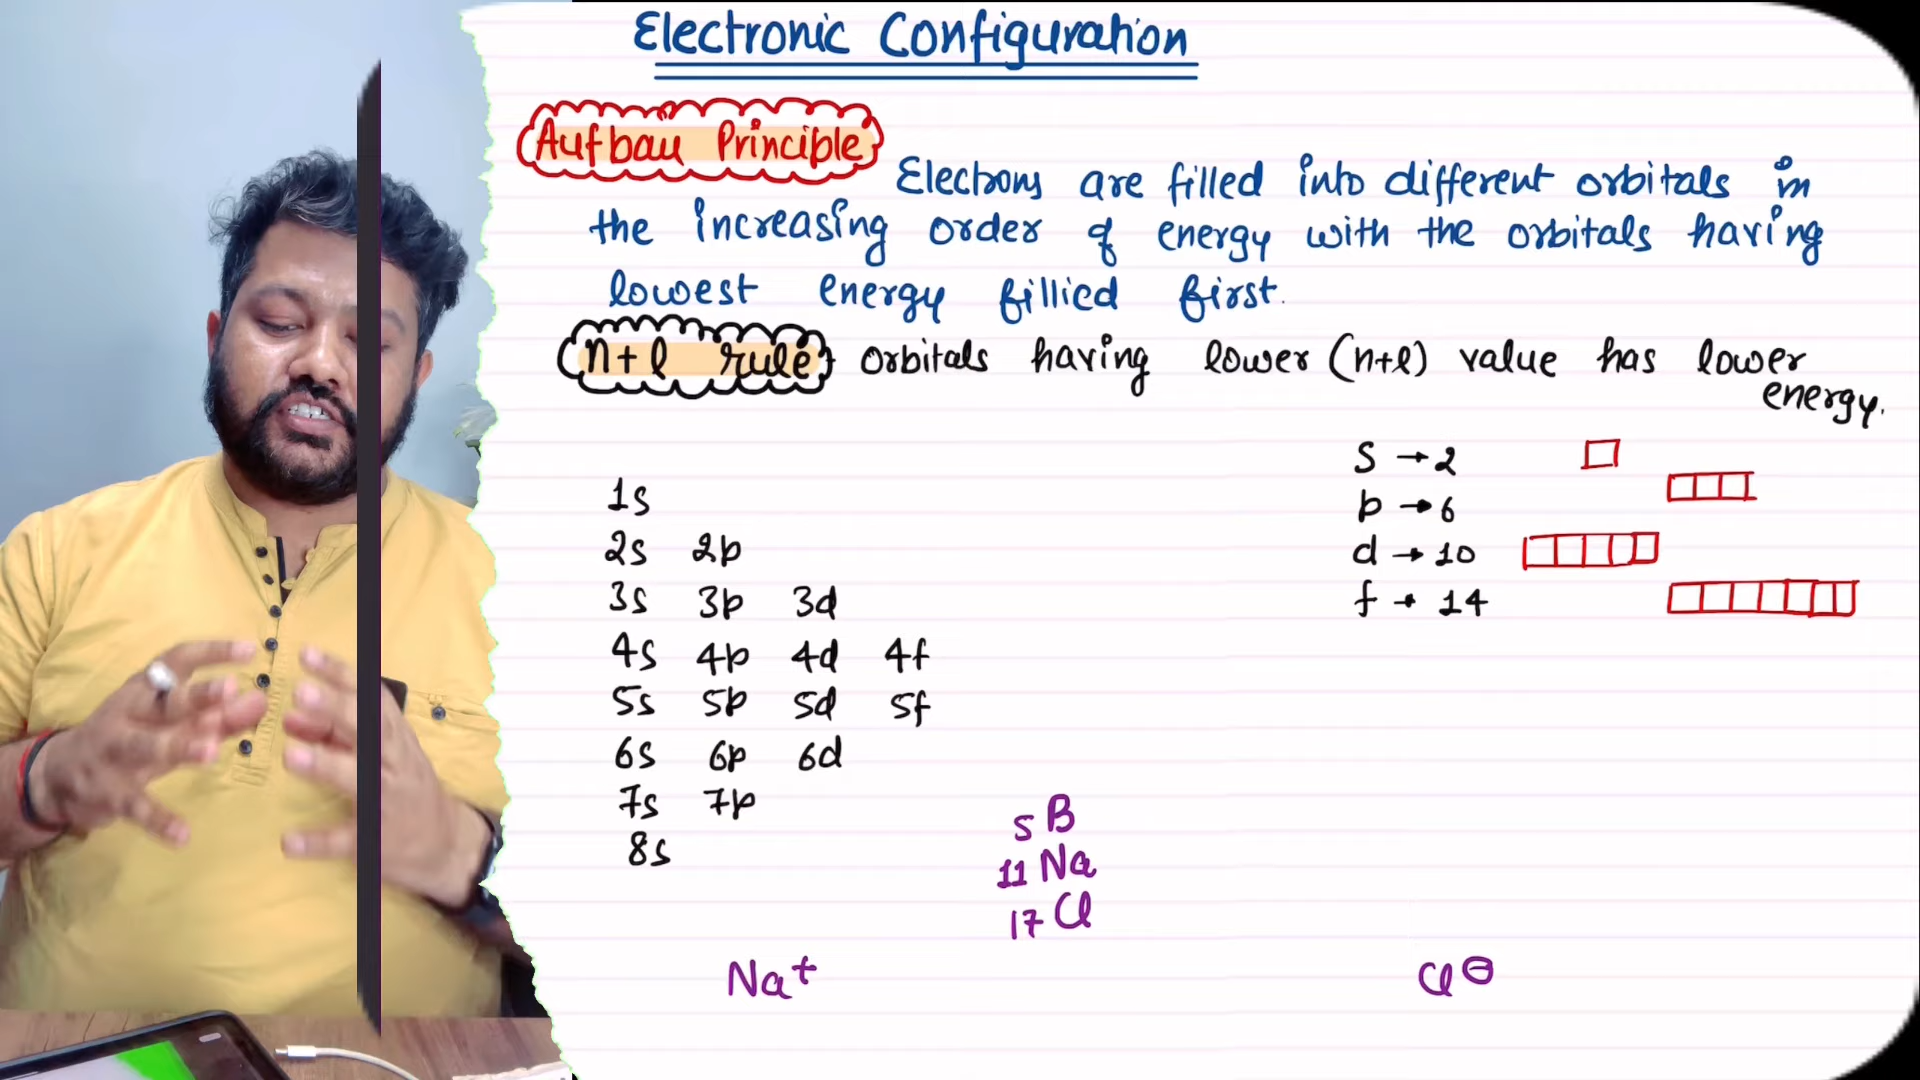 Electronic Configuration
Aufbau Principle
Electrons are filled into different orbitals in
the increasing order of energy with the orbitals having
lowest energy fillied first.
n+l rule orbitals having lower (n+l) value has lower
energy.
S → 2
p → 6
d → 10
f → 14
1s
2s 2p
3s 3p 3d
4s 4p 4d 4f
5s 5p 5d 5f
6s 6p 6d
7s 7p
8s
5 B
11 Na
17 Cl
Na+
Cl⊖